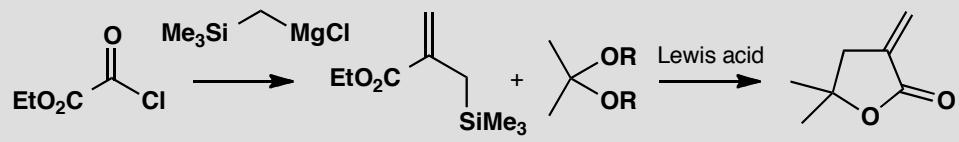 O
EtO2C
Cl
Me3Si
MgCl
EtO2C
SiMe3
+
OR
OR
Lewis acid
O
O